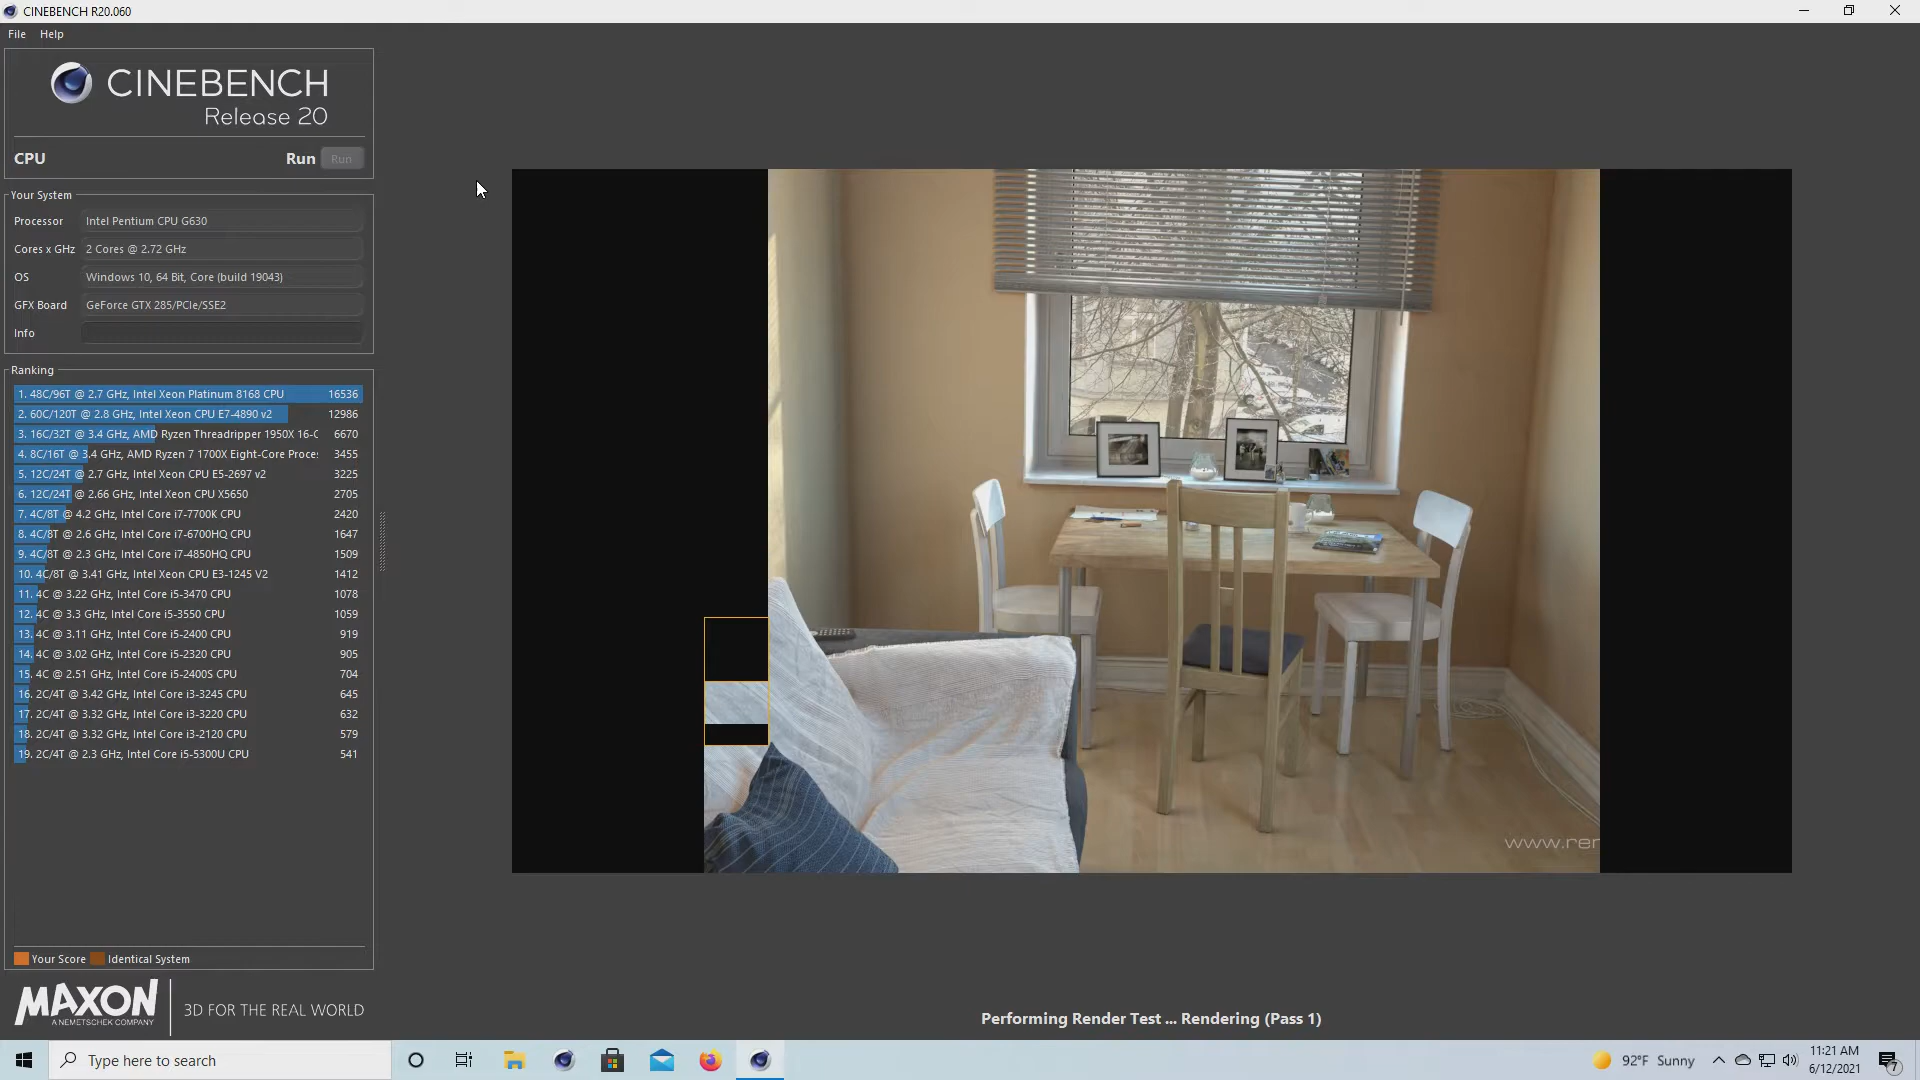 CINEBENCH R20.060
File Help
CINEBENCH
Release 20
CPU Run Run
Your System
Processor Intel Pentium CPU G630
Cores x GHz 2 Cores @ 2.72 GHz
OS Windows 10, 64 Bit, Core (build 19043)
GFX Board GeForce GTX 285/PCIe/SSE2
Info
Ranking
1. 48C/96T @ 2.7 GHz, Intel Xeon Platinum 8168 CPU 16536
2. 60C/120T @ 2.8 GHz, Intel Xeon CPU E7-4890 v2 12986
3. 16C/32T @ 3.4 GHz, AMD Ryzen Threadripper 1950X 16-C 6670
4. 8C/16T @ 3.4 GHz, AMD Ryzen 7 1700X Eight-Core Proces 3455
5. 12C/24T @ 2.7 GHz, Intel Xeon CPU E5-2697 v2 3225
6. 12C/24T @ 2.66 GHz, Intel Xeon CPU X5650 2705
7. 4C/8T @ 4.2 GHz, Intel Core i7-7700K CPU 2420
8. 4C/8T @ 2.6 GHz, Intel Core i7-6700HQ CPU 1647
9. 4C/8T @ 2.3 GHz, Intel Core i7-4850HQ CPU 1509
10. 4C/8T @ 3.41 GHz, Intel Xeon CPU E3-1245 V2 1412
11. 4C @ 3.22 GHz, Intel Core i5-3470 CPU 1078
12. 4C @ 3.3 GHz, Intel Core i5-3550 CPU 1059
13. 4C @ 3.11 GHz, Intel Core i5-2400 CPU 919
14. 4C @ 3.02 GHz, Intel Core i5-2320 CPU 905
15. 4C @ 2.51 GHz, Intel Core i5-2400S CPU 704
16. 2C/4T @ 3.42 GHz, Intel Core i3-3245 CPU 645
17. 2C/4T @ 3.32 GHz, Intel Core i3-3220 CPU 632
18. 2C/4T @ 3.32 GHz, Intel Core i3-2120 CPU 579
19. 2C/4T @ 2.3 GHz, Intel Core i5-5300U CPU 541
www.rer
Your Score Identical System
MAXON
A NEMETSCHEK COMPANY
3D FOR THE REAL WORLD
Performing Render Test ... Rendering (Pass 1)
Type here to search
92°F Sunny
11:21 AM
6/12/2021
7